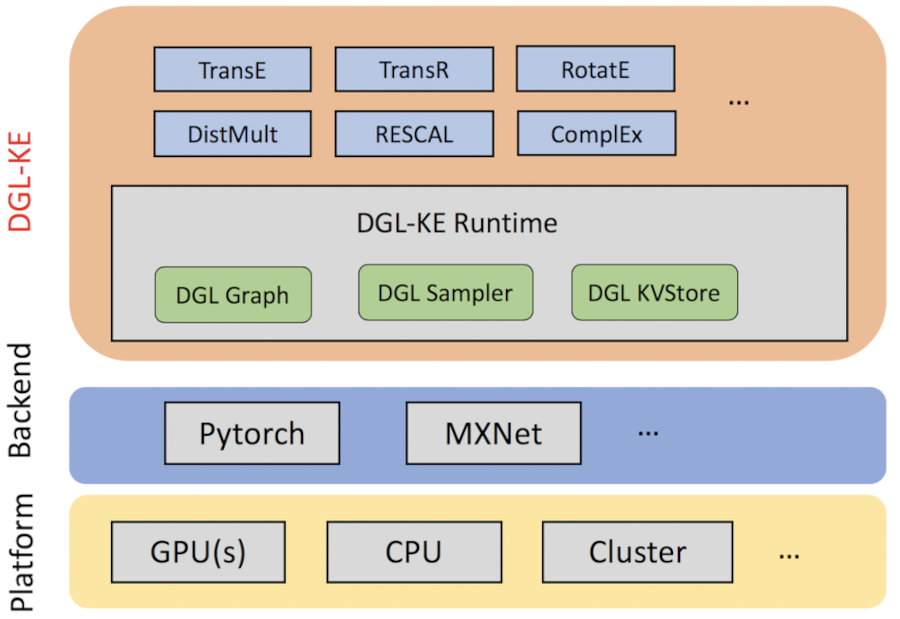 DGL-KE
TransE
TransR
RotatE
...
DistMult
RESCAL
ComplEx
DGL-KE Runtime
DGL Graph
DGL Sampler
DGL KVStore
Backend
Pytorch
MXNet
...
Platform
GPU(s)
CPU
Cluster
...